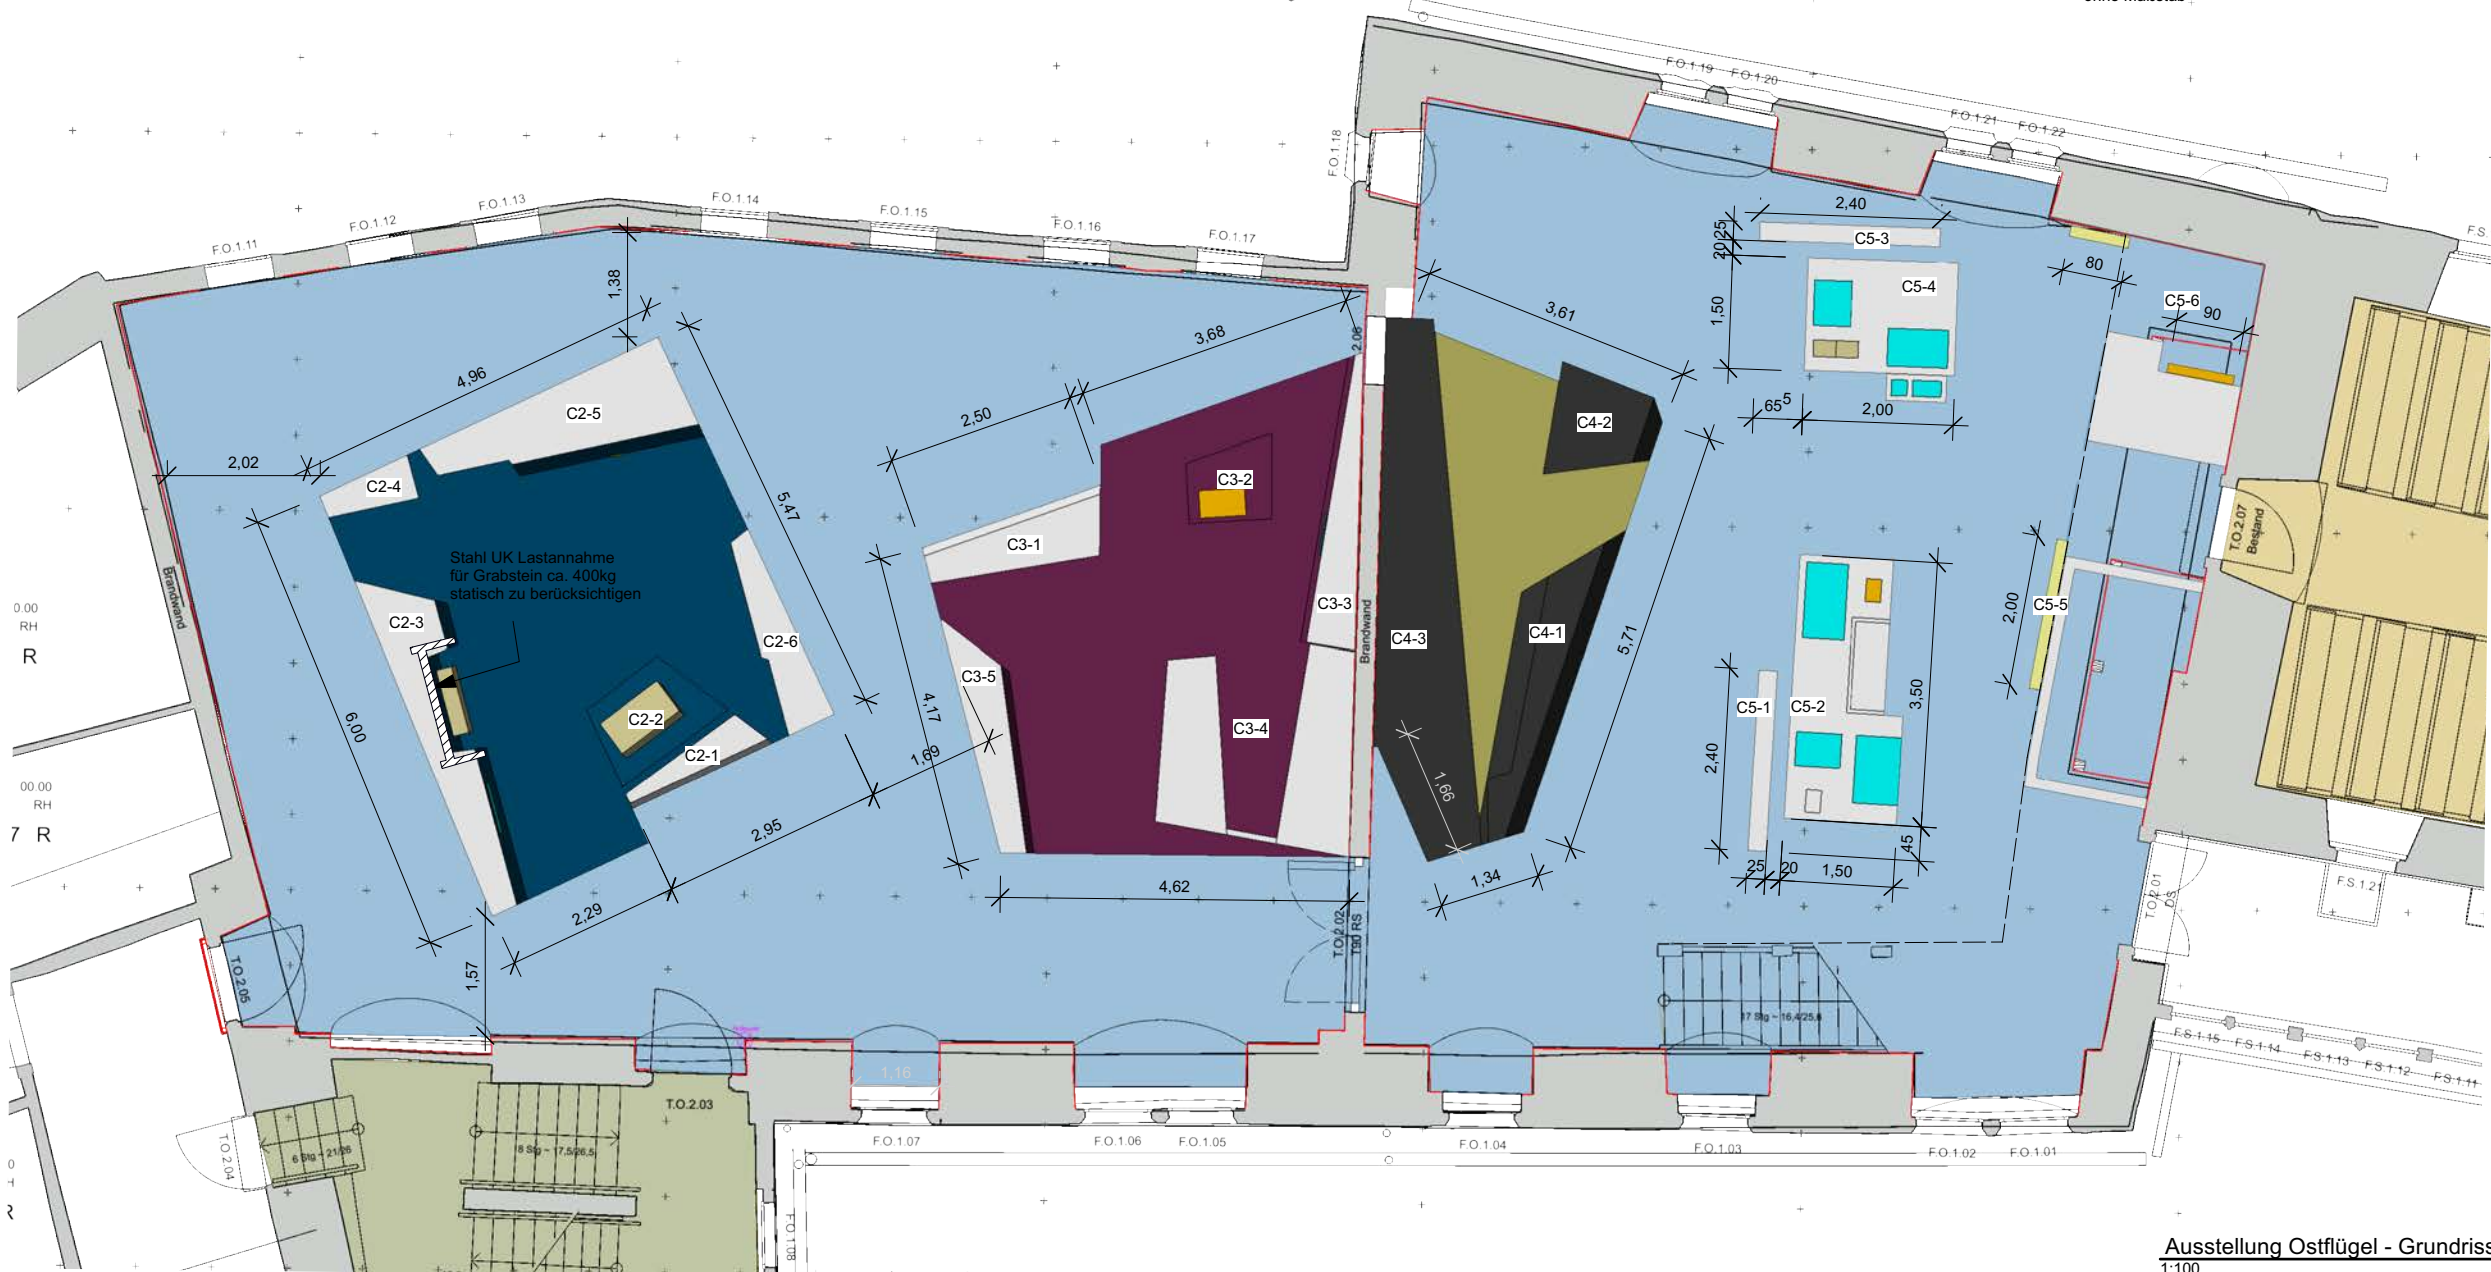 F.O.1.19
F.O.1.20
F.O.1.21
F.O.1.22
F.O.1.18
F.O.1.11
F.O.1.12
F.O.1.13
F.O.1.14
F.O.1.15
F.O.1.16
F.O.1.17
F.S.
2,40
25
20
C5-3
80
C5-4
C5-6
90
1,50
1,38
4,96
3,68
2.06
3,61
C2-5
C4-2
65⁵
2,00
2,50
2,02
C2-4
5,47
C3-2
T.O.2.07
Bestand
Stahl UK Lastannahme
für Grabstein ca. 400kg
statisch zu berücksichtigen
C3-1
Brandwand
C2-3
C3-3
C2-6
C4-3
C4-1
Brandwand
5,71
2,00
C5-5
0.00
RH
R
C3-5
C2-2
C3-4
C2-1
6,00
4,17
1,69
C5-1
C5-2
3,50
2,40
1,66
00.00
RH
7 R
2,95
45
25
20
1,50
1,34
4,62
2,29
1,57
T.O.2.05
T.O.2.02
T90 RS
T.O.2.01
DS
F.S.1.21
17 Stg ~ 16,4/25,8
F.S.1.15
F.S.1.14
F.S.1.13
F.S.1.12
F.S.1.11
1,16
T.O.2.03
T.O.2.04
6 Stg ~ 21/26
8 Stg ~ 17,5/26,5
F.O.1.07
F.O.1.06
F.O.1.05
F.O.1.04
F.O.1.03
F.O.1.02
F.O.1.01
F.O.1.08
R
Ausstellung Ostflügel - Grundriss
1:100